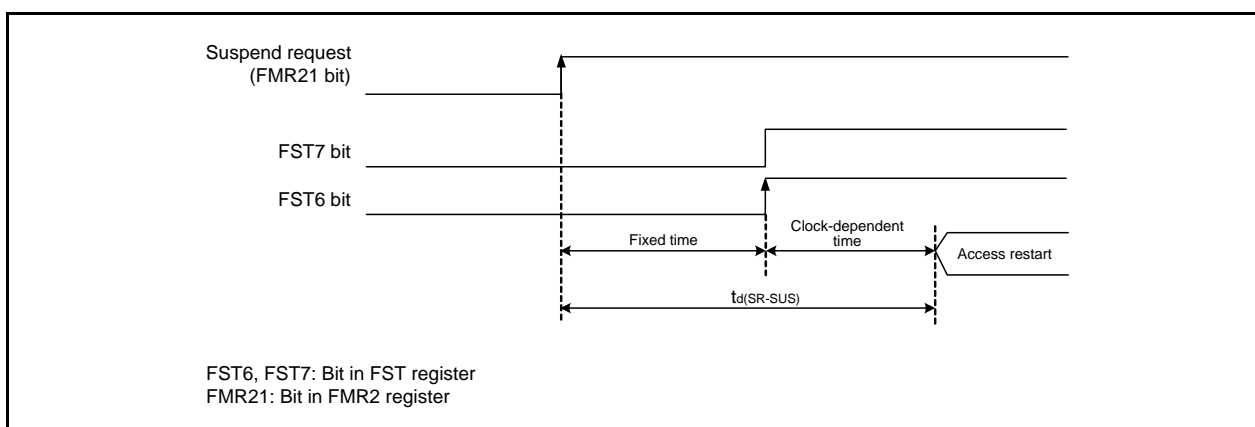 Suspend request
(FMR21 bit)
FST7 bit
FST6 bit
Fixed time
Clock-dependent
time
Access restart
td(SR-SUS)
FST6, FST7: Bit in FST register
FMR21: Bit in FMR2 register